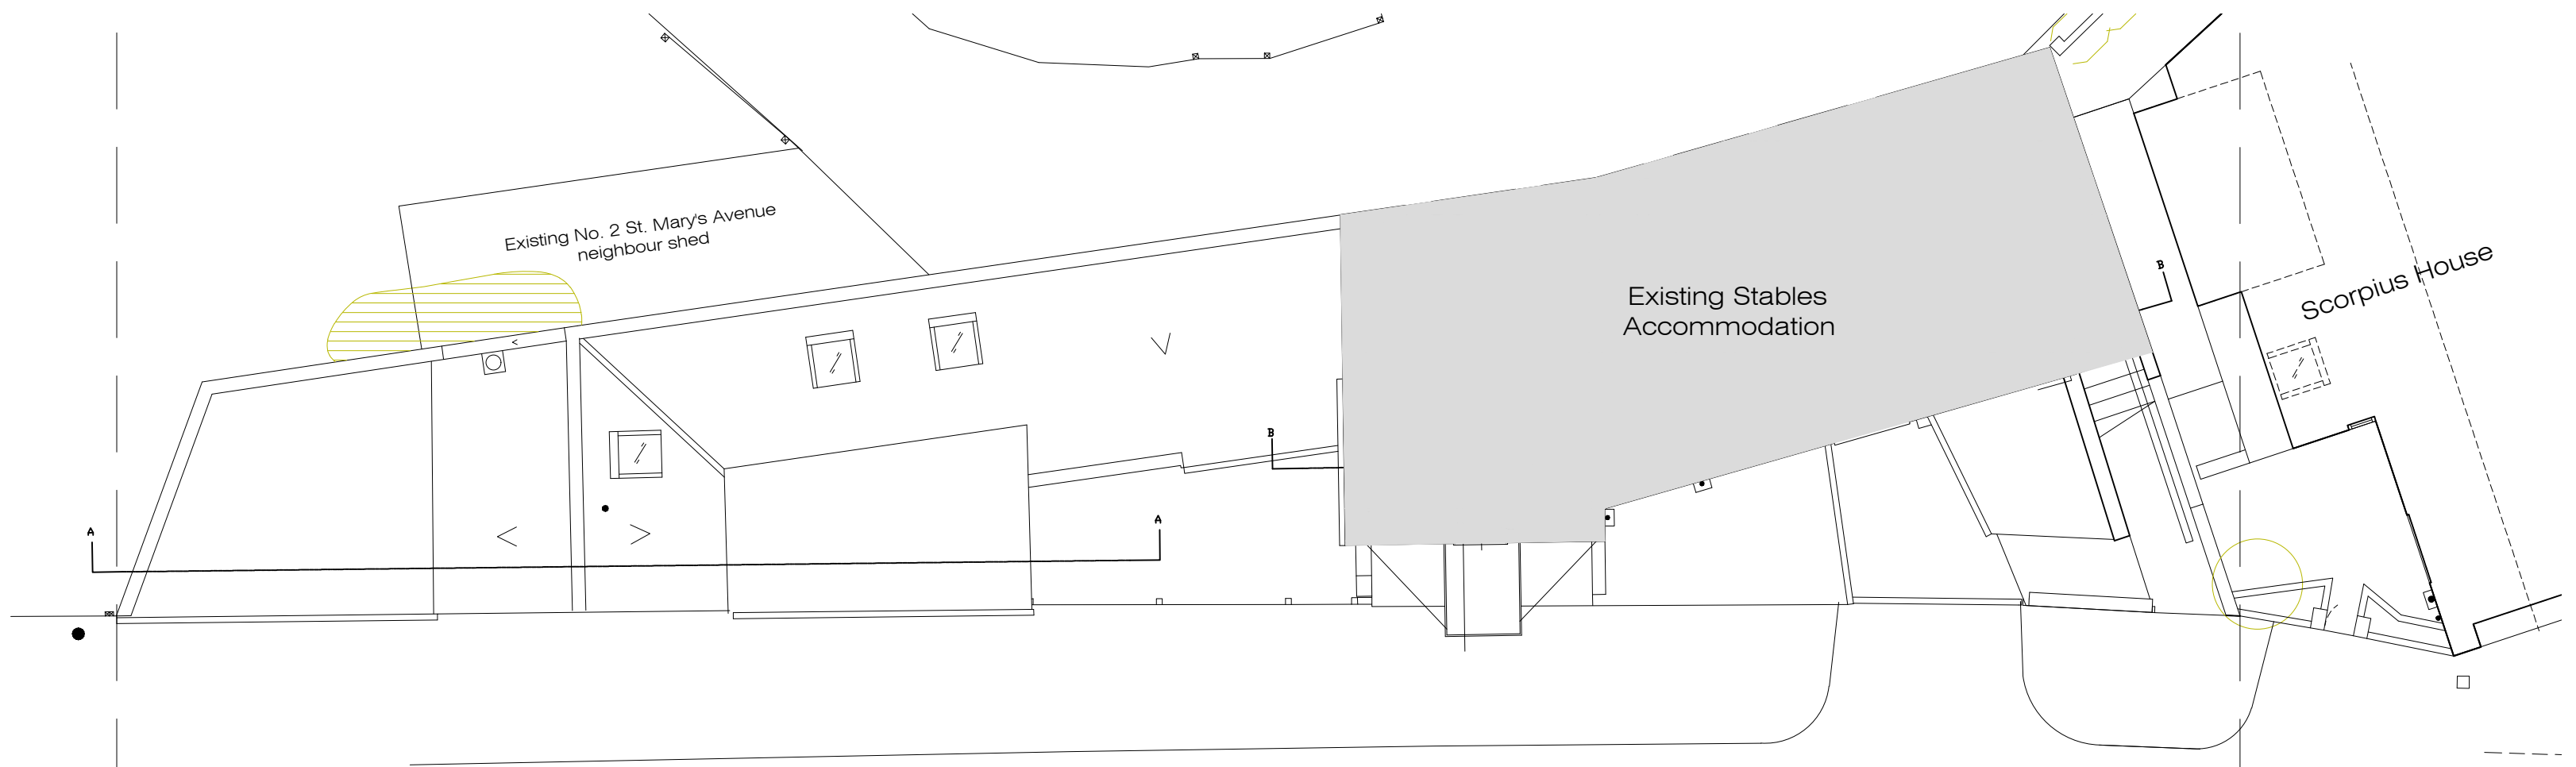 Existing No. 2 St. Mary's Avenue
neighbour shed
Existing Stables
Accommodation
Scorpius House
B
B
A
A